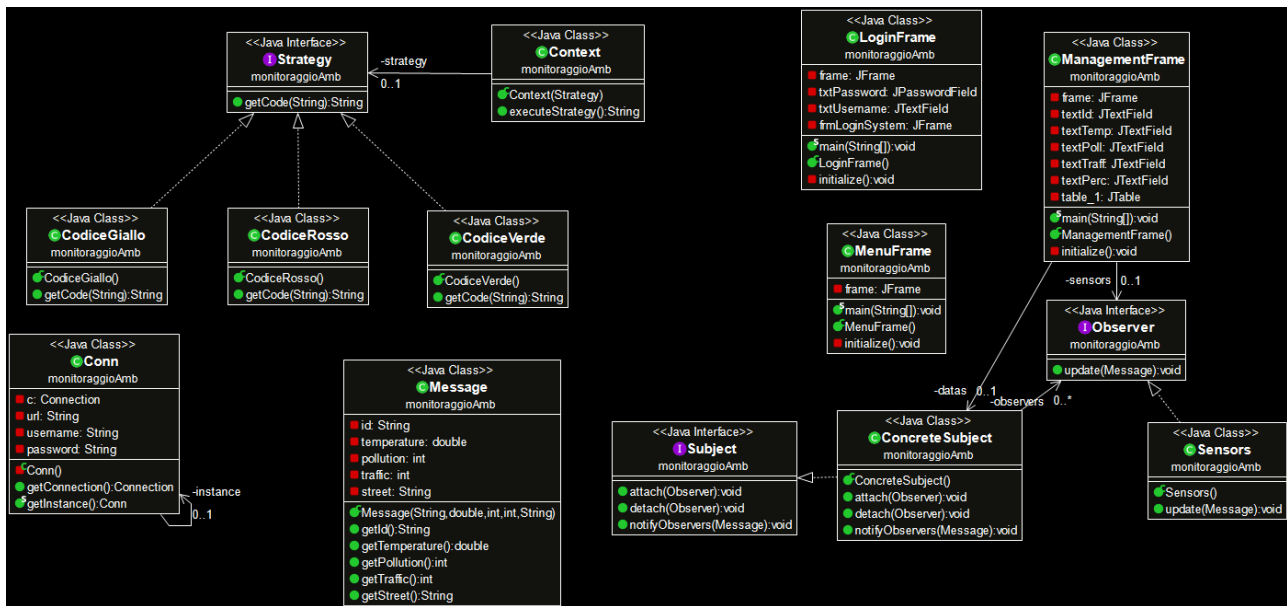 <<Java Interface>>
Strategy
monitoraggioAmb
getCode(String):String
-strategy
0..1
<<Java Class>>
Context
monitoraggioAmb
Context(Strategy)
executeStrategy():String
<<Java Class>>
LoginFrame
monitoraggioAmb
frame: JFrame
txtPassword: JPasswordField
txtUsername: JTextField
frmLoginSystem: JFrame
main(String[]):void
LoginFrame()
initialize():void
<<Java Class>>
ManagementFrame
monitoraggioAmb
frame: JFrame
textId: JTextField
textTemp: JTextField
textPoll: JTextField
textTraff: JTextField
textPerc: JTextField
table_1: JTable
main(String[]):void
ManagementFrame()
initialize():void
<<Java Class>>
CodiceGiallo
monitoraggioAmb
CodiceGiallo()
getCode(String):String
<<Java Class>>
CodiceRosso
monitoraggioAmb
CodiceRosso()
getCode(String):String
<<Java Class>>
CodiceVerde
monitoraggioAmb
CodiceVerde()
getCode(String):String
<<Java Class>>
MenuFrame
monitoraggioAmb
frame: JFrame
main(String[]):void
MenuFrame()
initialize():void
-sensors 0..1
<<Java Interface>>
Observer
monitoraggioAmb
update(Message):void
<<Java Class>>
Conn
monitoraggioAmb
c: Connection
url: String
username: String
password: String
Conn()
getConnection():Connection
getInstance():Conn
-instance
0..1
<<Java Class>>
Message
monitoraggioAmb
id: String
temperature: double
pollution: int
traffic: int
street: String
Message(String,double,int,int,String)
getId():String
getTemperature():double
getPollution():int
getTraffic():int
getStreet():String
-datas 0..1
-observers 0..*
<<Java Interface>>
Subject
monitoraggioAmb
attach(Observer):void
detach(Observer):void
notifyObservers(Message):void
<<Java Class>>
ConcreteSubject
monitoraggioAmb
ConcreteSubject()
attach(Observer):void
detach(Observer):void
notifyObservers(Message):void
<<Java Class>>
Sensors
monitoraggioAmb
Sensors()
update(Message):void